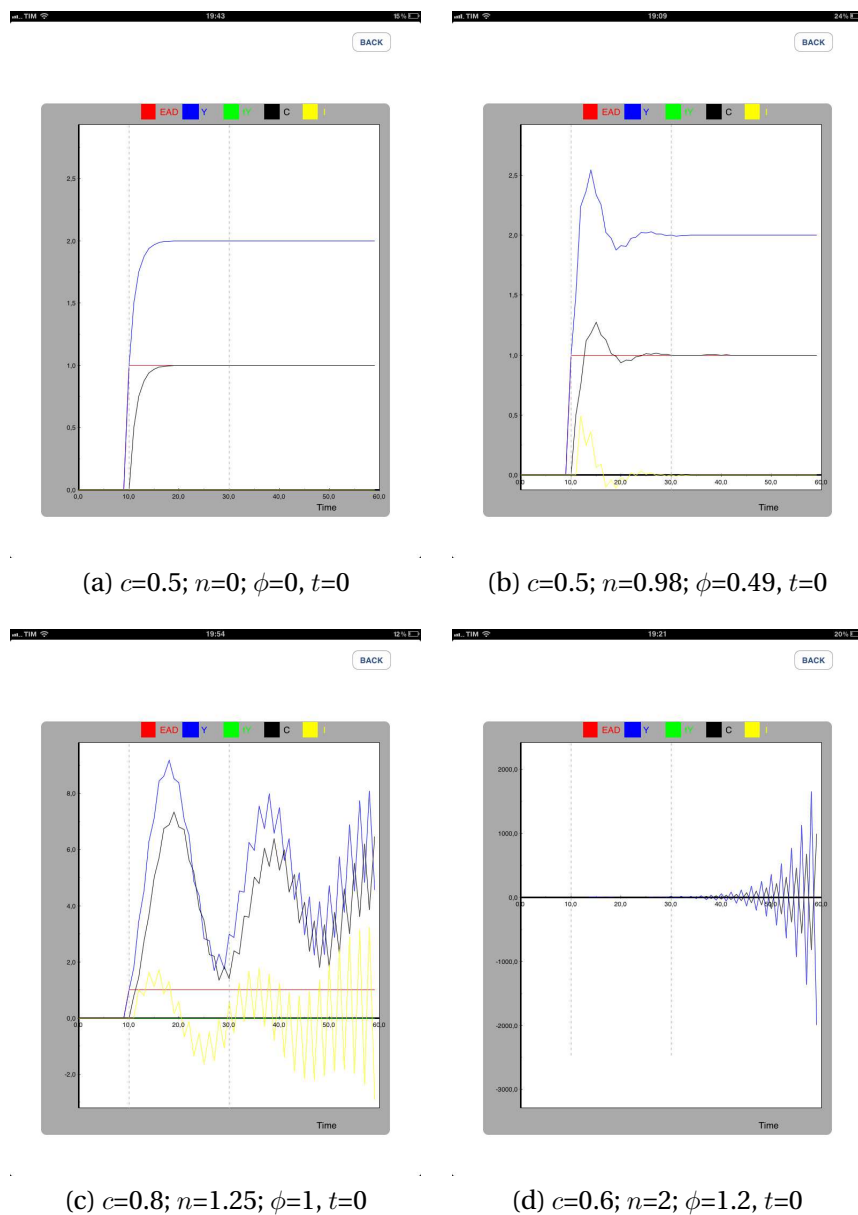 TIM 19:43 15%
BACK
EAD Y YY C I
2,5
2,0
1,5
1,0
0,5
0,0
0,0 10,0 20,0 30,0 40,0 50,0 60,0
Time
(a) c=0.5; n=0; ϕ=0, t=0
TIM 19:09 24%
BACK
EAD Y YY C I
2,5
2,0
1,5
1,0
0,5
0,0
0,0 10,0 20,0 30,0 40,0 50,0 60,0
Time
(b) c=0.5; n=0.98; ϕ=0.49, t=0
TIM 19:54 12%
BACK
EAD Y YY C I
8,0
6,0
4,0
2,0
0,0
0,0 10,0 20,0 30,0 40,0 50,0 60,0
-2,0
Time
(c) c=0.8; n=1.25; ϕ=1, t=0
TIM 19:21 20%
BACK
EAD Y YY C I
2000,0
1000,0
0,0
0,0 10,0 20,0 30,0 40,0 50,0 60,0
-1000,0
-2000,0
-3000,0
Time
(d) c=0.6; n=2; ϕ=1.2, t=0